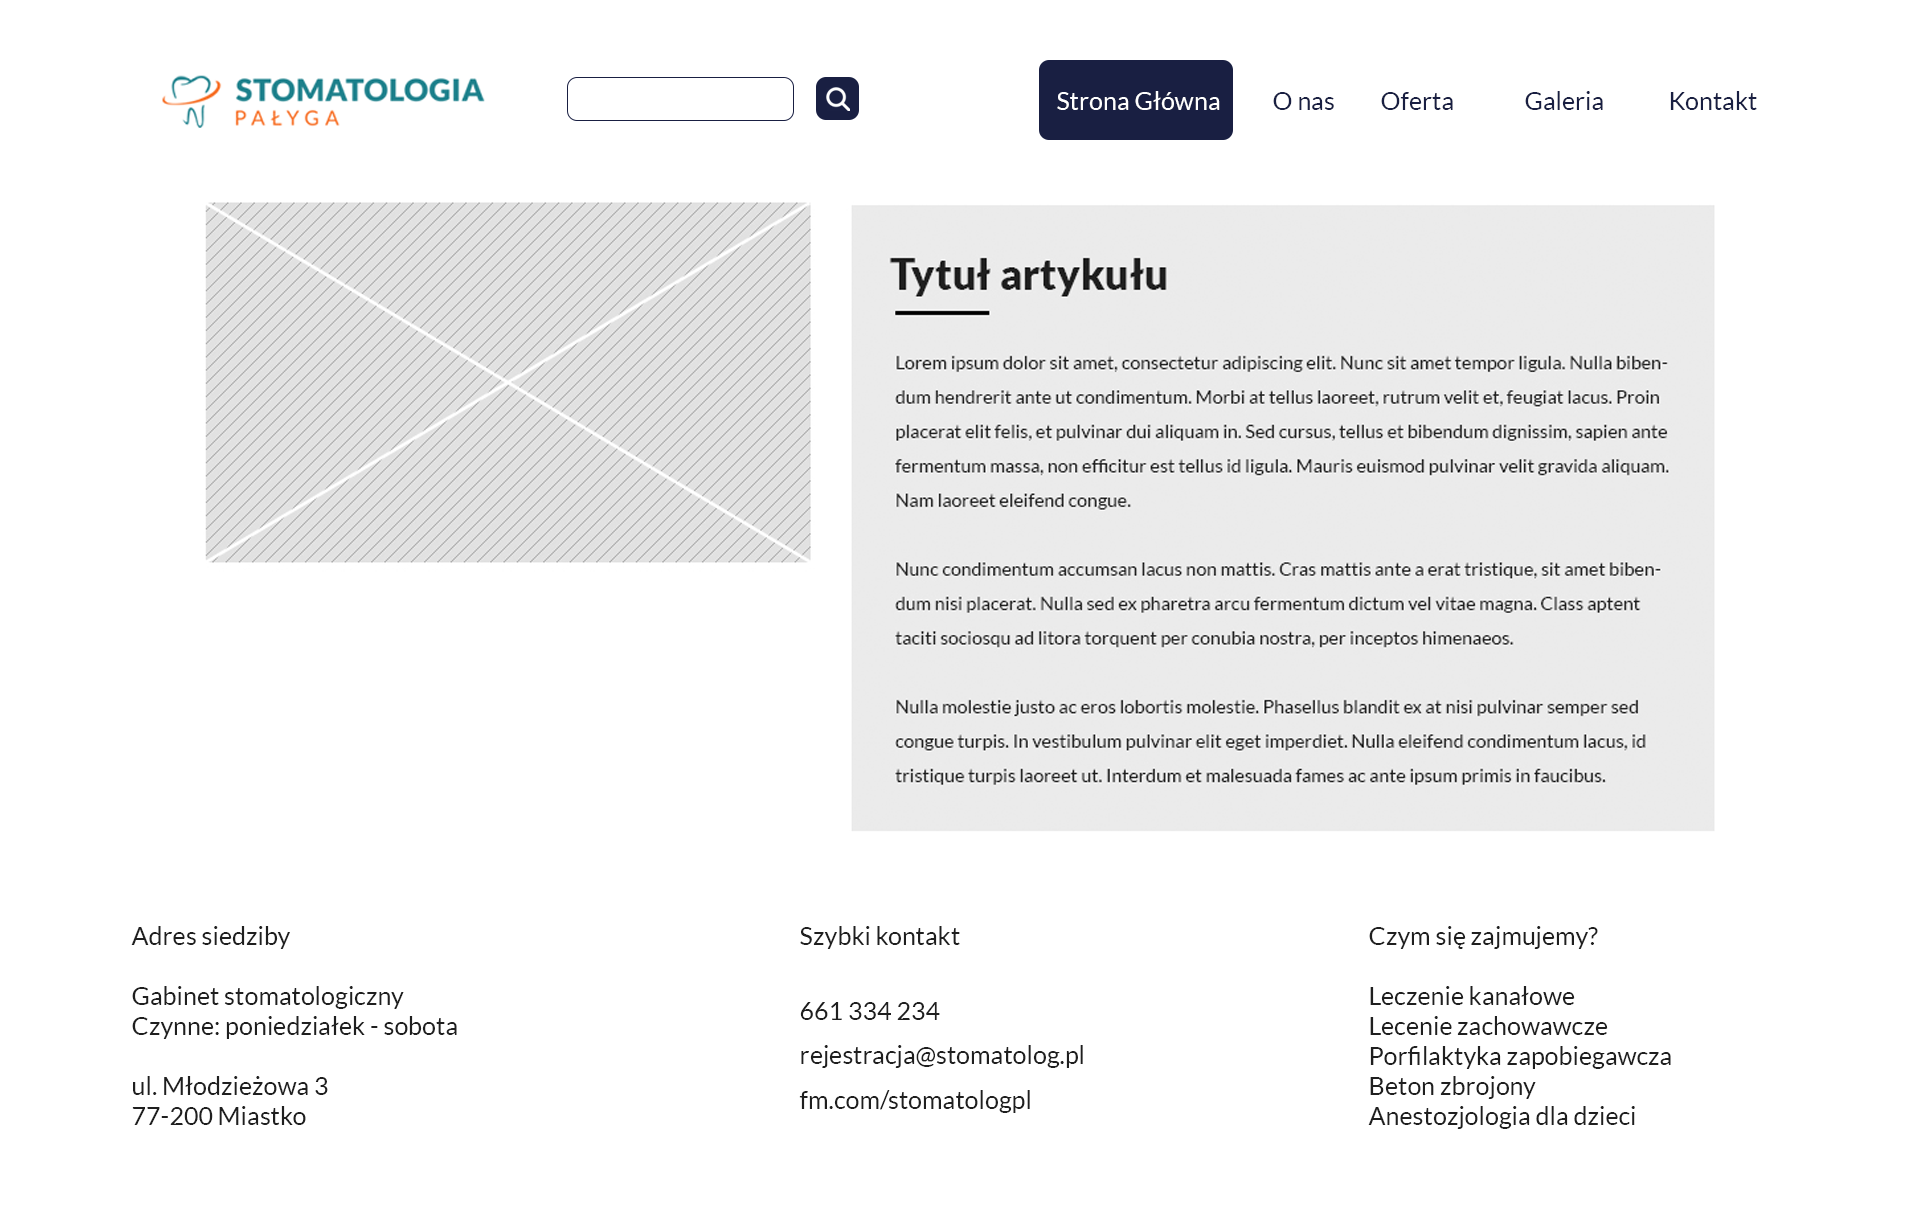 STOMATOLOGIA
PAŁYGA
Strona Główna
O nas
Oferta
Galeria
Kontakt
Tytuł artykułu
Lorem ipsum dolor sit amet, consectetur adipiscing elit. Nunc sit amet tempor ligula. Nulla biben-
dum hendrerit ante ut condimentum. Morbi at tellus laoreet, rutrum velit et, feugiat lacus. Proin
placerat elit felis, et pulvinar dui aliquam in. Sed cursus, tellus et bibendum dignissim, sapien ante
fermentum massa, non efficitur est tellus id ligula. Mauris euismod pulvinar velit gravida aliquam.
Nam laoreet eleifend congue.
Nunc condimentum accumsan lacus non mattis. Cras mattis ante a erat tristique, sit amet biben-
dum nisi placerat. Nulla sed ex pharetra arcu fermentum dictum vel vitae magna. Class aptent
taciti sociosqu ad litora torquent per conubia nostra, per inceptos himenaeos.
Nulla molestie justo ac eros lobortis molestie. Phasellus blandit ex at nisi pulvinar semper sed
congue turpis. In vestibulum pulvinar elit eget imperdiet. Nulla eleifend condimentum lacus, id
tristique turpis laoreet ut. Interdum et malesuada fames ac ante ipsum primis in faucibus.
Adres siedziby
Gabinet stomatologiczny
Czynne: poniedziałek - sobota
ul. Młodzieżowa 3
77-200 Miastko
Szybki kontakt
661 334 234
rejestracja@stomatolog.pl
fm.com/stomatologpl
Czym się zajmujemy?
Leczenie kanałowe
Lecenie zachowawcze
Porfilaktyka zapobiegawcza
Beton zbrojony
Anestozjologia dla dzieci